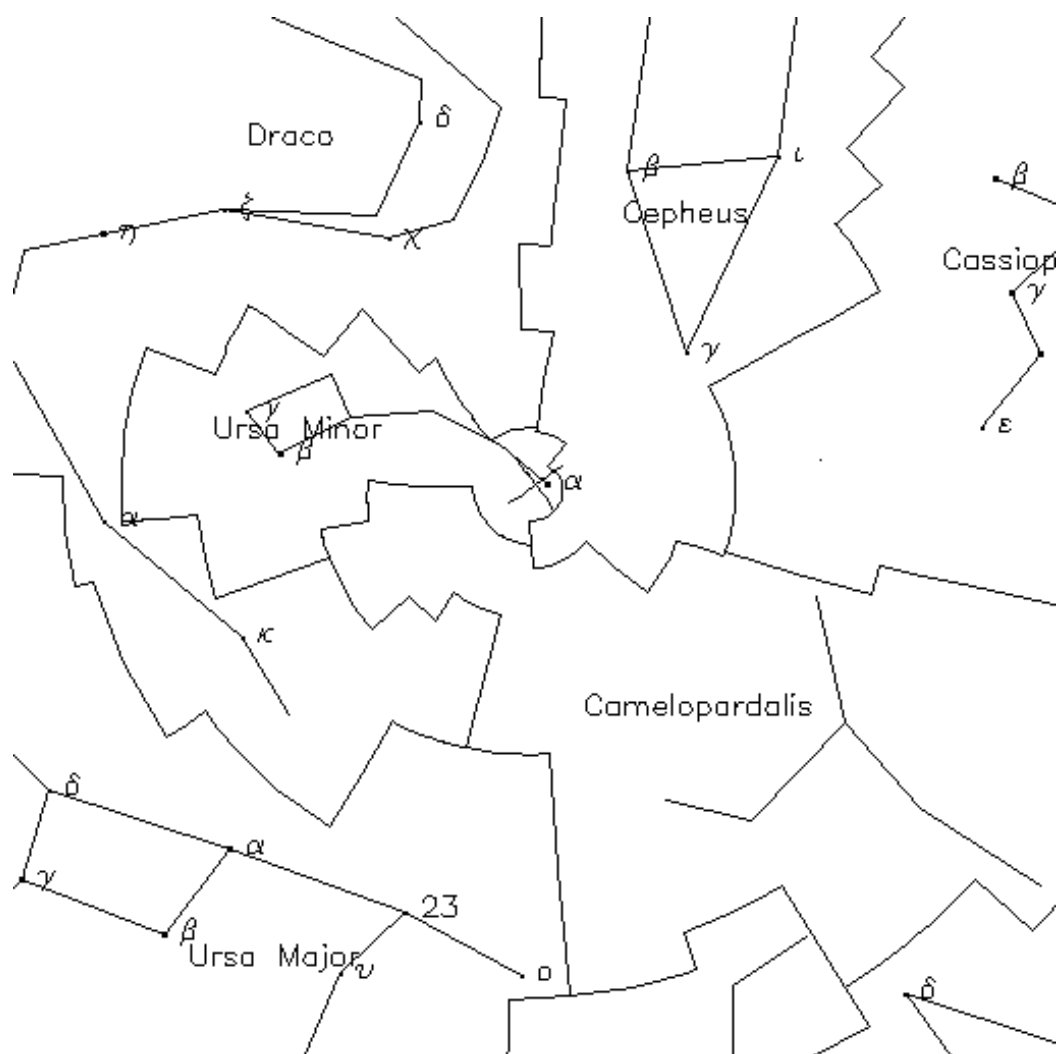 δ
Draco
β ι
β
ξ
Cepheus
η χ
Cassiop
γ
γ
γ
Ursa Minor
ε
β
α
α
κ
Camelopardalis
δ
α
γ
23
β
Ursa Major
υ
ο
δ